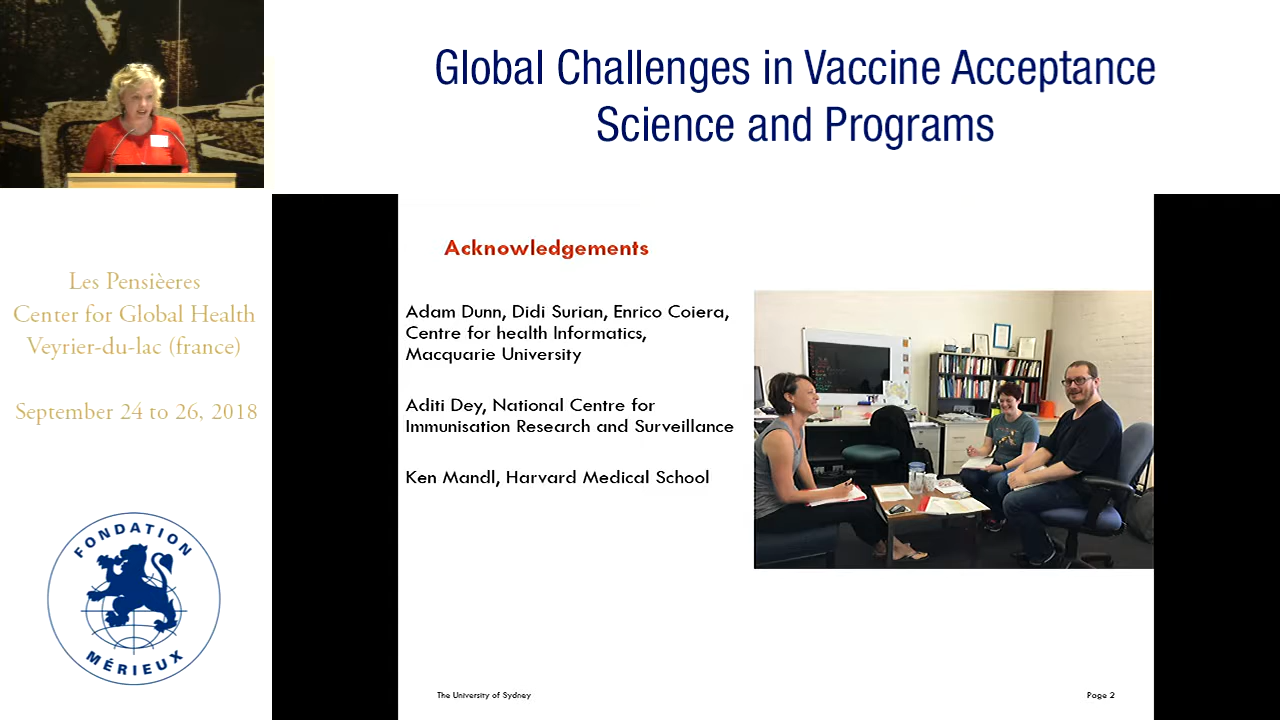 Global Challenges in Vaccine Acceptance
Science and Programs
Les Pensièeres
Center for Global Health
Veyrier-du-lac (france)
September 24 to 26, 2018
FONDATION
MÉRIEUX
Acknowledgements
Adam Dunn, Didi Surian, Enrico Coiera,
Centre for health Informatics,
Macquarie University
Aditi Dey, National Centre for
Immunisation Research and Surveillance
Ken Mandl, Harvard Medical School
The University of Sydney
Page 2